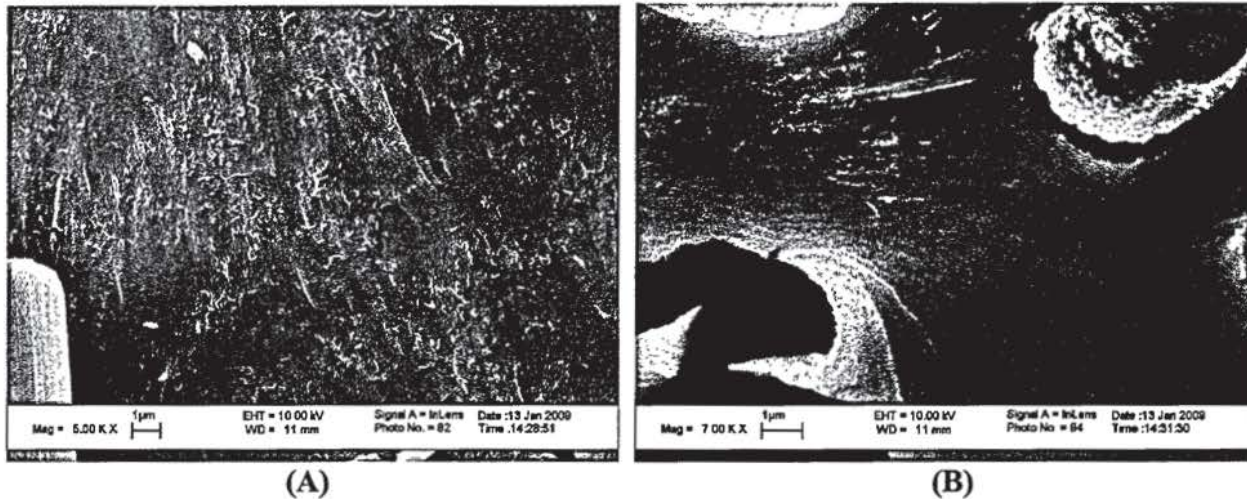 1µm
Mag = 5.00 K X
EHT = 10.00 kV
WD = 11 mm
Signal A = InLens
Photo No. = 82
Date :13 Jan 2009
Time :14:28:51
1µm
Mag = 7.00 K X
EHT = 10.00 kV
WD = 11 mm
Signal A = InLens
Photo No. = 84
Date :13 Jan 2009
Time :14:31:30
(A)
(B)